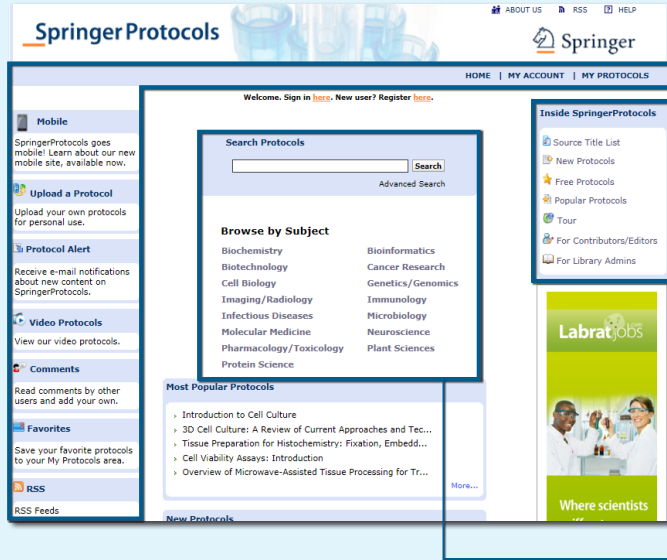 ABOUT US RSS HELP
SpringerProtocols
Springer
HOME | MY ACCOUNT | MY PROTOCOLS
Welcome. Sign in here. New user? Register here.
Mobile
SpringerProtocols goes
mobile! Learn about our new
mobile site, available now.
Upload a Protocol
Upload your own protocols
for personal use.
Protocol Alert
Receive e-mail notifications
about new content on
SpringerProtocols.
Video Protocols
View our video protocols.
Comments
Read comments by other
users and add your own.
Favorites
Save your favorite protocols
to your My Protocols area.
RSS
RSS Feeds
Search Protocols
Search
Advanced Search
Browse by Subject
Biochemistry
Biotechnology
Cell Biology
Imaging/Radiology
Infectious Diseases
Molecular Medicine
Pharmacology/Toxicology
Protein Science
Bioinformatics
Cancer Research
Genetics/Genomics
Immunology
Microbiology
Neuroscience
Plant Sciences
Most Popular Protocols
Introduction to Cell Culture
3D Cell Culture: A Review of Current Approaches and Tec...
Tissue Preparation for Histochemistry: Fixation, Embedd...
Cell Viability Assays: Introduction
Overview of Microwave-Assisted Tissue Processing for Tr...
More...
New Protocols
Inside SpringerProtocols
Source Title List
New Protocols
Free Protocols
Popular Protocols
Tour
For Contributors/Editors
For Library Admins
Labratjobs
Where scientists